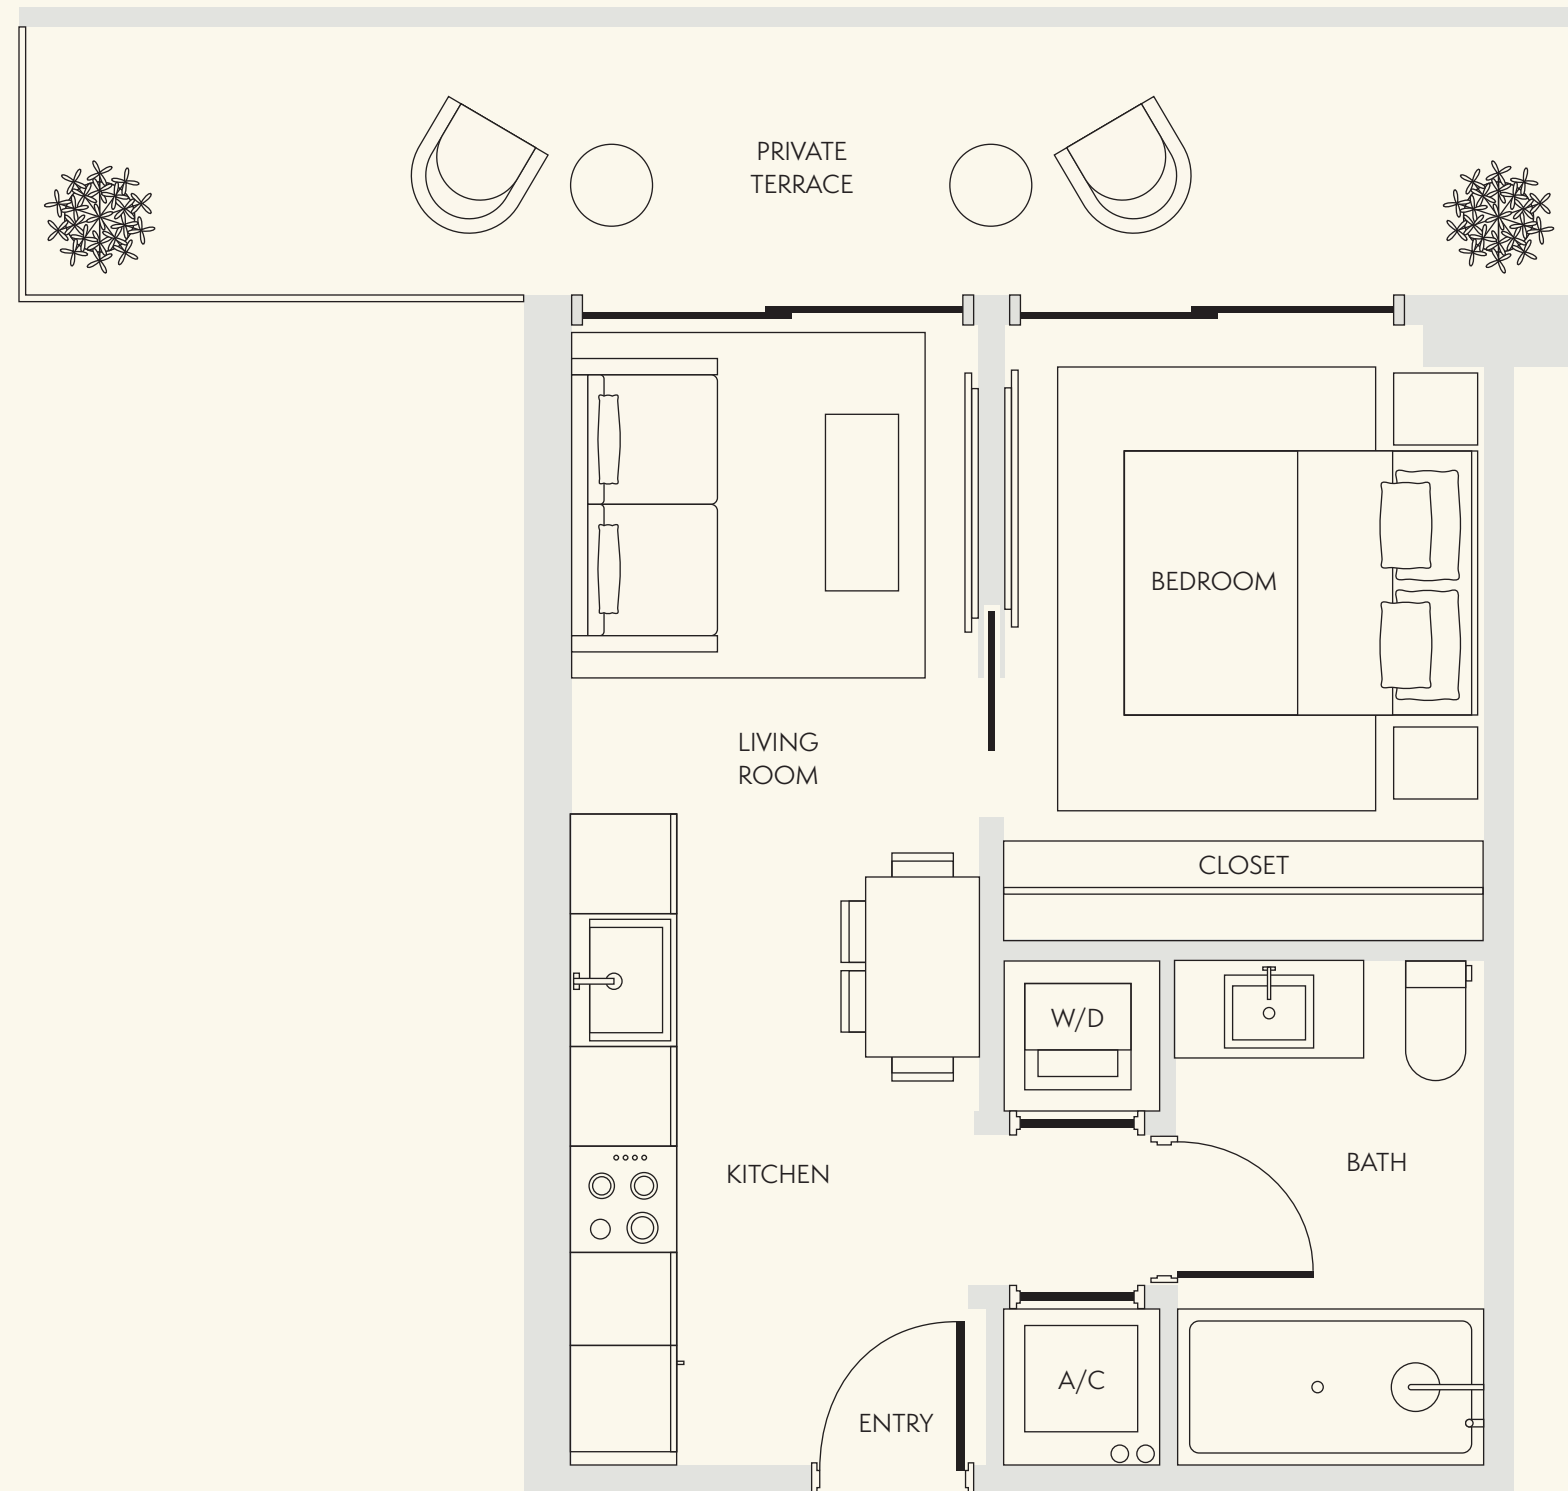 PRIVATE
TERRACE
BEDROOM
LIVING
ROOM
CLOSET
W/D
KITCHEN
BATH
A/C
ENTRY